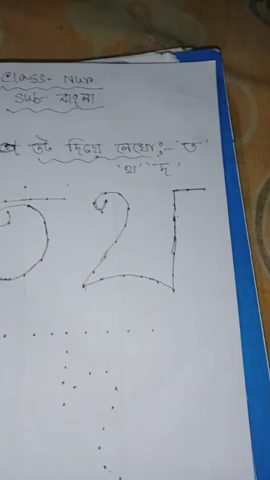 Class- Nur
Sub- বাংলা
ডট দিয়ে লেখো:- 'ত'
'থ' 'দ'
ত থ